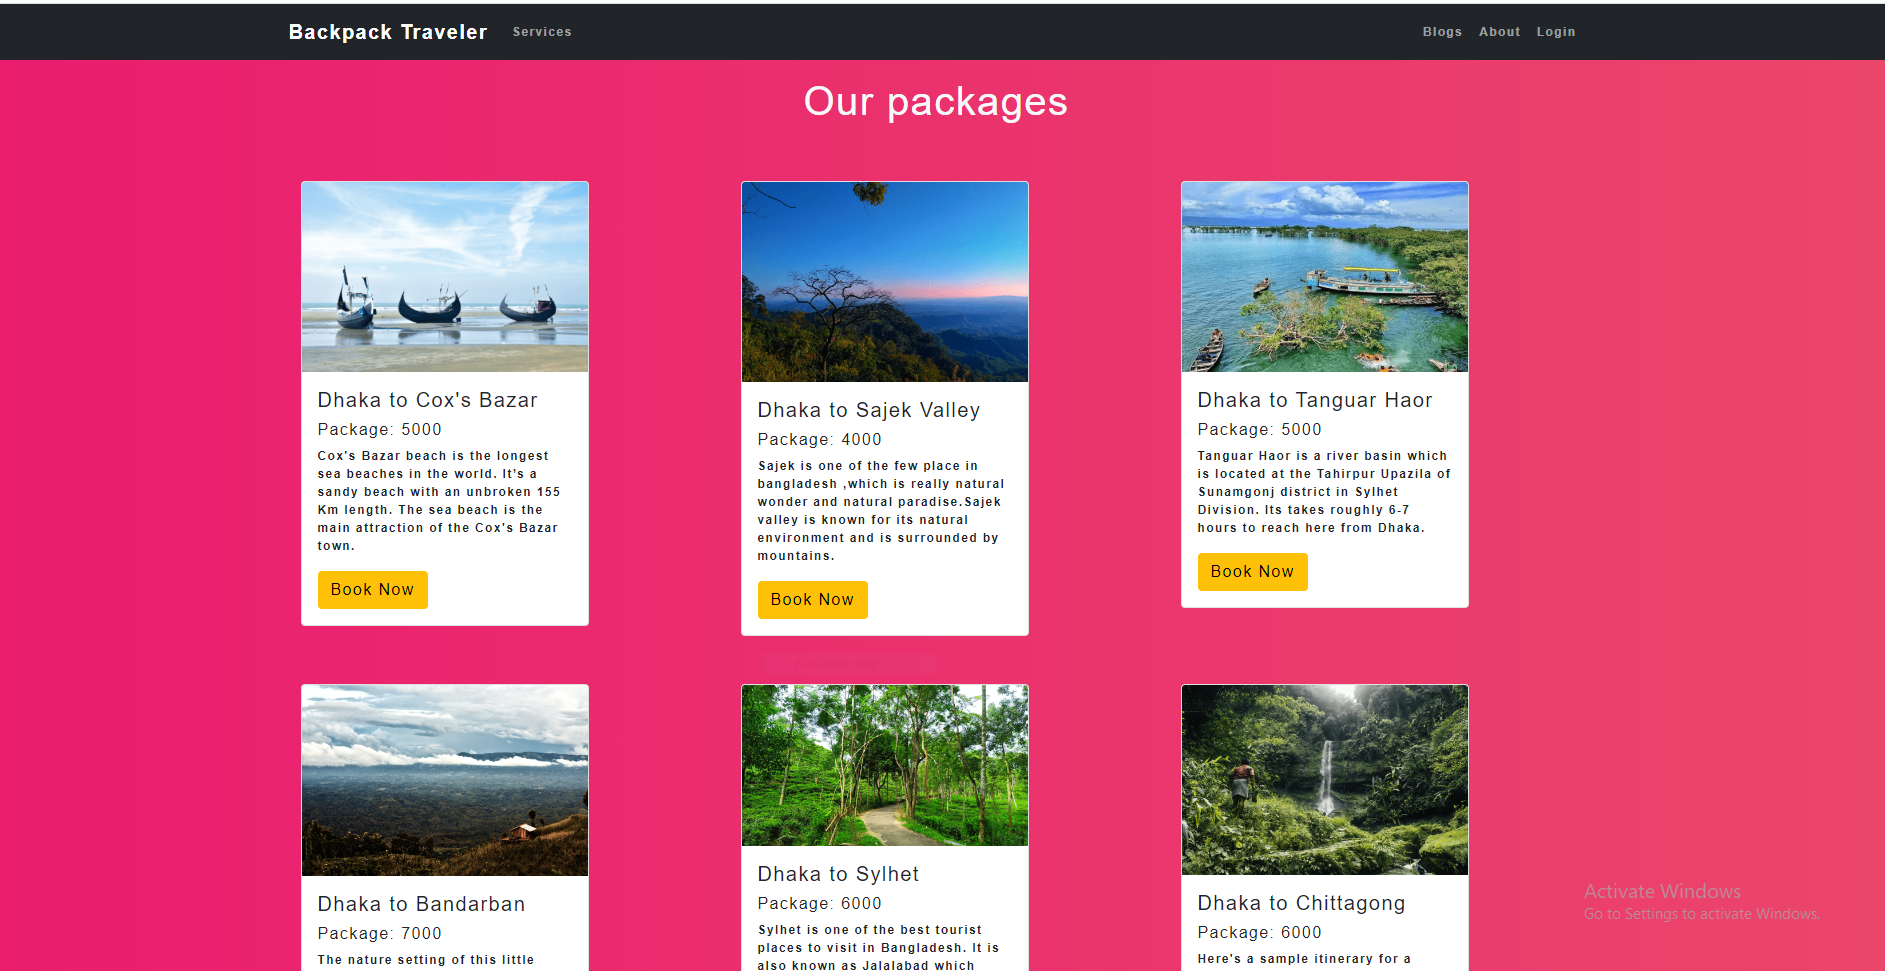 Backpack Traveler Services Blogs About Login
Our packages
Dhaka to Cox's Bazar
Package: 5000
Cox's Bazar beach is the longest
sea beaches in the world. It's a
sandy beach with an unbroken 155
Km length. The sea beach is the
main attraction of the Cox's Bazar
town.
Book Now
Dhaka to Sajek Valley
Package: 4000
Sajek is one of the few place in
bangladesh ,which is really natural
wonder and natural paradise.Sajek
valley is known for its natural
environment and is surrounded by
mountains.
Book Now
Dhaka to Tanguar Haor
Package: 5000
Tanguar Haor is a river basin which
is located at the Tahirpur Upazila of
Sunamgonj district in Sylhet
Division. Its takes roughly 6-7
hours to reach here from Dhaka.
Book Now
Dhaka to Bandarban
Package: 7000
The nature setting of this little
Dhaka to Sylhet
Package: 6000
Sylhet is one of the best tourist
places to visit in Bangladesh. It is
also known as Jalalabad which
Dhaka to Chittagong
Package: 6000
Here's a sample itinerary for a
Activate Windows
Go to Settings to activate Windows.